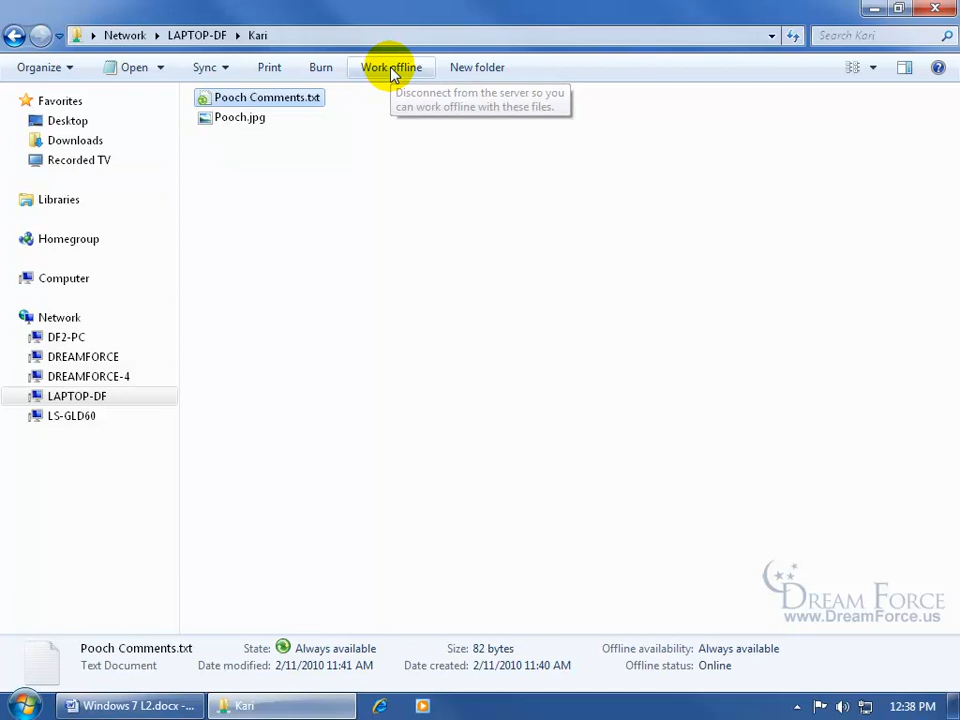 Network LAPTOP-DF Kari
Search Kari
Organize Open Sync Print Burn Work offline New folder
Disconnect from the server so you
can work offline with these files.
Favorites
Desktop
Downloads
Recorded TV
Libraries
Homegroup
Computer
Network
DF2-PC
DREAMFORCE
DREAMFORCE-4
LAPTOP-DF
LS-GLD60
Pooch Comments.txt
Pooch.jpg
DREAM FORCE
www.DreamForce.us
Pooch Comments.txt State: Always available Size: 82 bytes Offline availability: Always available
Text Document Date modified: 2/11/2010 11:41 AM Date created: 2/11/2010 11:40 AM Offline status: Online
Windows 7 L2.docx -... Kari 12:38 PM